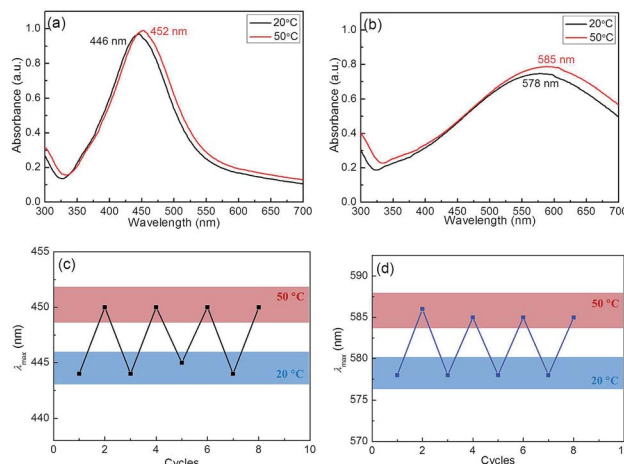 (a)
20°C
50°C
446 nm
452 nm
Absorbance (a.u.)
1.0
0.8
0.6
0.4
0.2
0.0
300 350 400 450 500 550 600 650 700
Wavelength (nm)
(b)
20°C
50°C
585 nm
578 nm
Absorbance (a.u.)
1.0
0.8
0.6
0.4
0.2
0.0
300 350 400 450 500 550 600 650 700
Wavelength (nm)
(c)
50 °C
20 °C
λmax (nm)
455
450
445
440
0 2 4 6 8 10
Cycles
(d)
50 °C
20 °C
λmax (nm)
590
585
580
575
570
0 2 4 6 8
Cycles